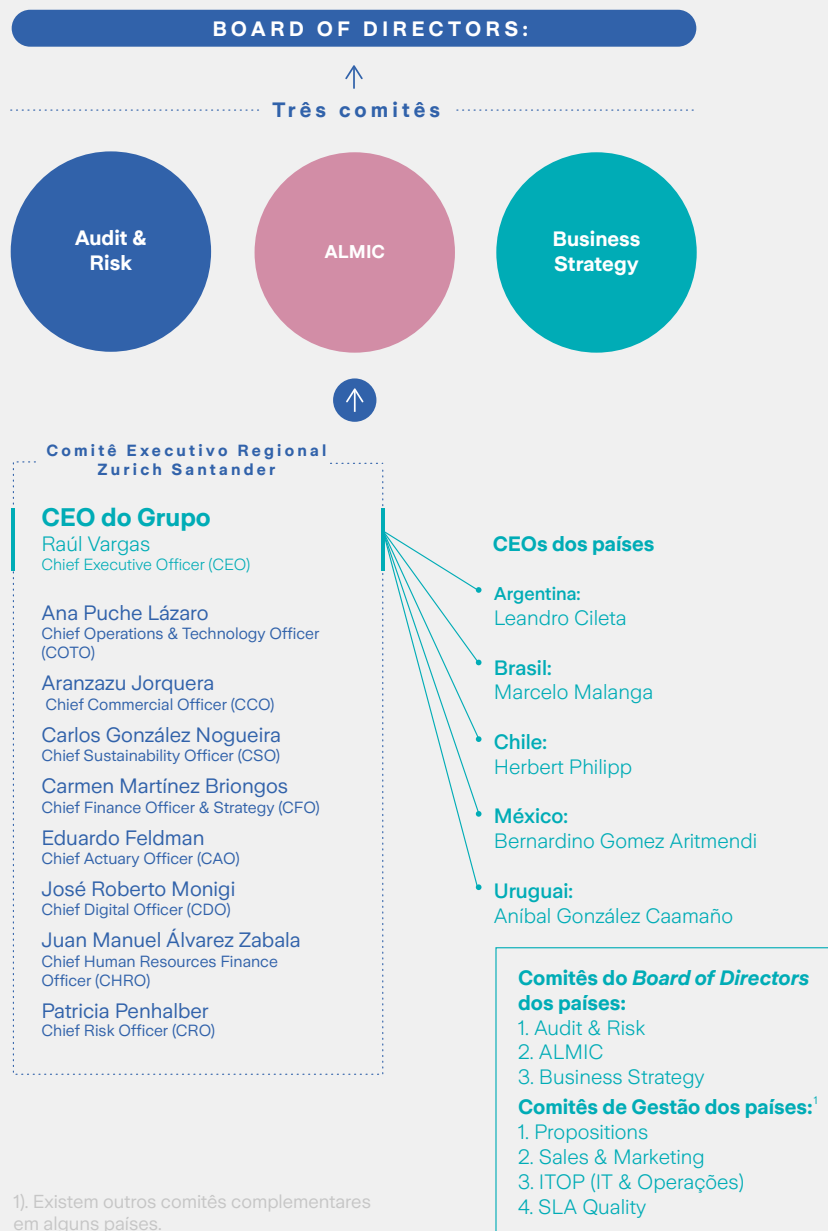 BOARD OF DIRECTORS:
Três comitês
Audit &
Risk
ALMIC
Business
Strategy
Comitê Executivo Regional
Zurich Santander
CEO do Grupo
Raúl Vargas
Chief Executive Officer (CEO)
Ana Puche Lázaro
Chief Operations & Technology Officer
(COTO)
Aranzazu Jorquera
Chief Commercial Officer (CCO)
Carlos González Nogueira
Chief Sustainability Officer (CSO)
Carmen Martínez Briongos
Chief Finance Officer & Strategy (CFO)
Eduardo Feldman
Chief Actuary Officer (CAO)
José Roberto Monigi
Chief Digital Officer (CDO)
Juan Manuel Álvarez Zabala
Chief Human Resources Finance
Officer (CHRO)
Patricia Penhalber
Chief Risk Officer (CRO)
CEOs dos países
Argentina:
Leandro Cileta
Brasil:
Marcelo Malanga
Chile:
Herbert Philipp
México:
Bernardino Gomez Aritmendi
Uruguai:
Aníbal González Caamaño
Comitês do Board of Directors
dos países:
1. Audit & Risk
2. ALMIC
3. Business Strategy
Comitês de Gestão dos países:¹
1. Propositions
2. Sales & Marketing
3. ITOP (IT & Operações)
4. SLA Quality
1). Existem outros comitês complementares
em alguns países.